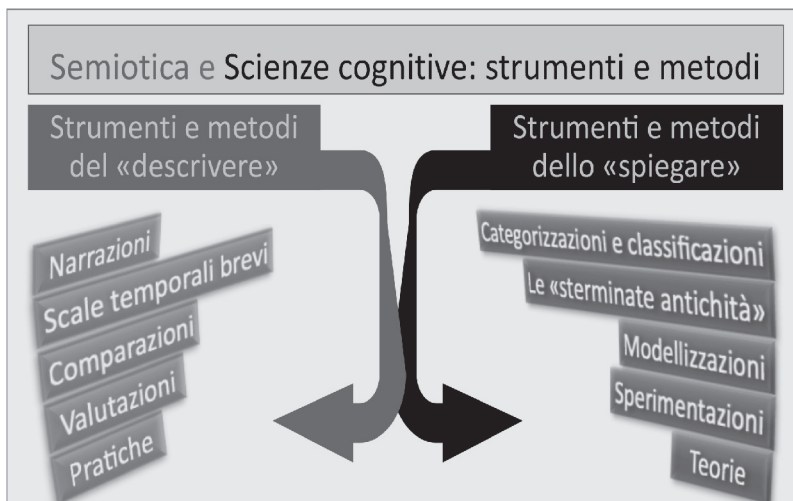 Semiotica e Scienze cognitive: strumenti e metodi
Strumenti e metodi
del «descrivere»
Strumenti e metodi
dello «spiegare»
Narrazioni
Scale temporali brevi
Comparazioni
Valutazioni
Pratiche
Categorizzazioni e classificazioni
Le «sterminate antichità»
Modellizzazioni
Sperimentazioni
Teorie